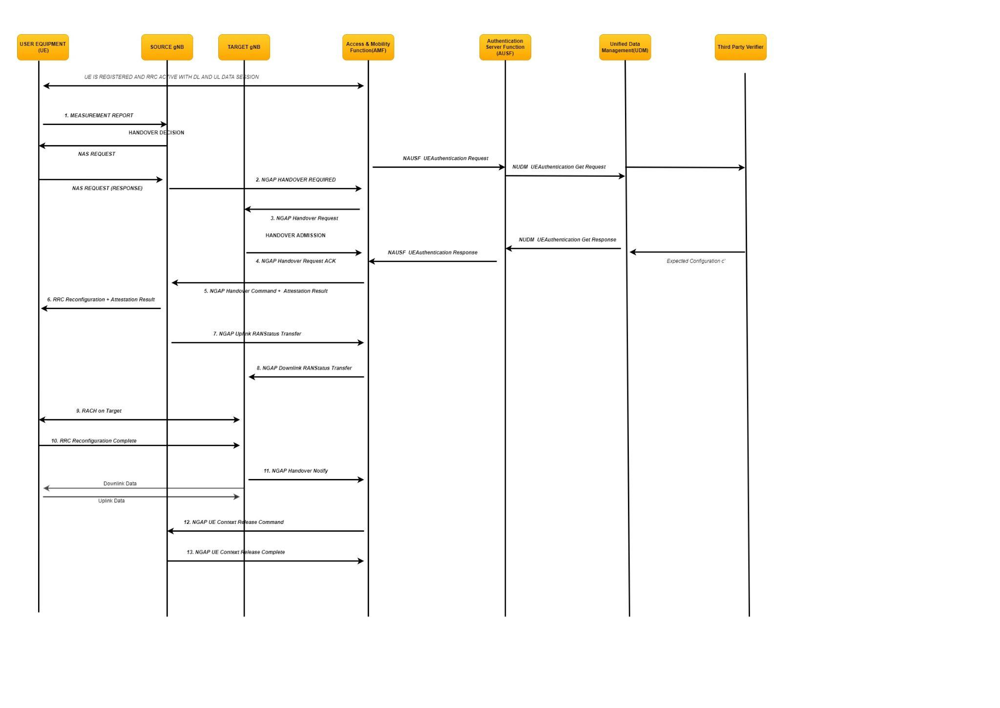 USER EQUIPMENT
(UE)
SOURCE gNB
TARGET gNB
Access & Mobility
Function(AMF)
Authentication
Server Function
(AUSF)
Unified Data
Management(UDM)
Third Party Verifier
UE IS REGISTERED AND RRC ACTIVE WITH DL AND UL DATA SESSION
1. MEASUREMENT REPORT
HANDOVER DECISION
NAS REQUEST
NAUSF UEAuthentication Request
NUDM UEAuthentication Get Request
NAS REQUEST (RESPONSE)
2. NGAP HANDOVER REQUIRED
3. NGAP Handover Request
HANDOVER ADMISSION
NUDM UEAuthentication Get Response
NAUSF UEAuthentication Response
4. NGAP Handover Request ACK
Expected Configuration c'
5. NGAP Handover Command + Attestation Result
6. RRC Reconfiguration + Attestation Result
7. NGAP Uplink RANStatus Transfer
8. NGAP Downlink RANStatus Transfer
9. RACH on Target
10. RRC Reconfiguration Complete
11. NGAP Handover Notify
Downlink Data
Uplink Data
12. NGAP UE Context Release Command
13. NGAP UE Context Release Complete